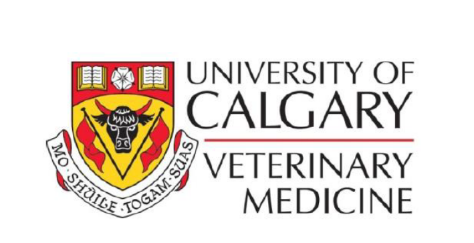 UNIVERSITY OF
CALGARY
VETERINARY
MEDICINE
MO·SHÙILE·TOGAM·SUAS